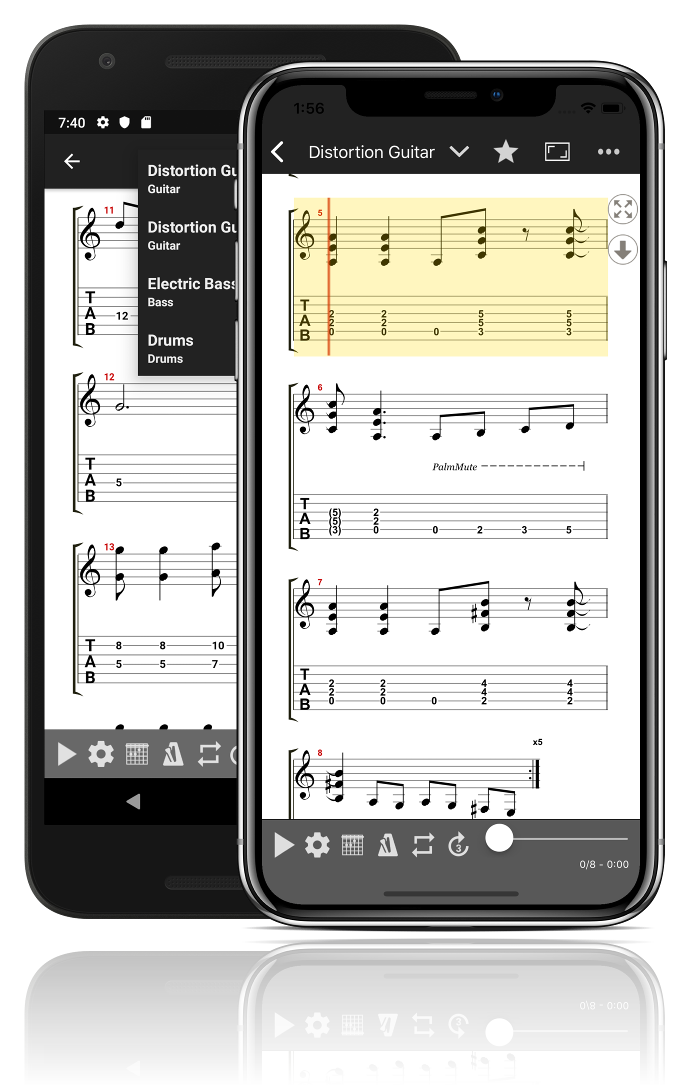 7:40
Distortion Gu
Guitar
Distortion Gu
Guitar
Electric Bass
Bass
Drums
Drums
11
T
A 12
B
12
T
A 5
B
13
T 8 8 10
A 5 5 7
B
1:56
Distortion Guitar
5
T
2 2 5 5
A 2 2 5 5
B 0 0 0 3 3
6
PalmMute
T
(5) 2
A (5) 2
B (3) 0 0 2 3 5
7
T
2 2 4 4
A 2 2 4 4
B 0 0 0 2 2
8 x5
3
0/8 - 0:00